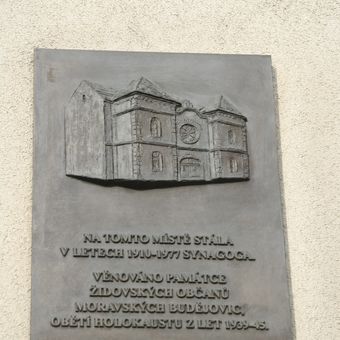 NA TOMTO MÍSTĚ STÁLA
V LETECH 1910-1977 SYNAGOGA.
VĚNOVÁNO PAMÁTCE
ŽIDOVSKÝCH OBČANŮ
MORAVSKÝCH BUDĚJOVIC,
OBĚTÍ HOLOKAUSTU Z LET 1939-45.